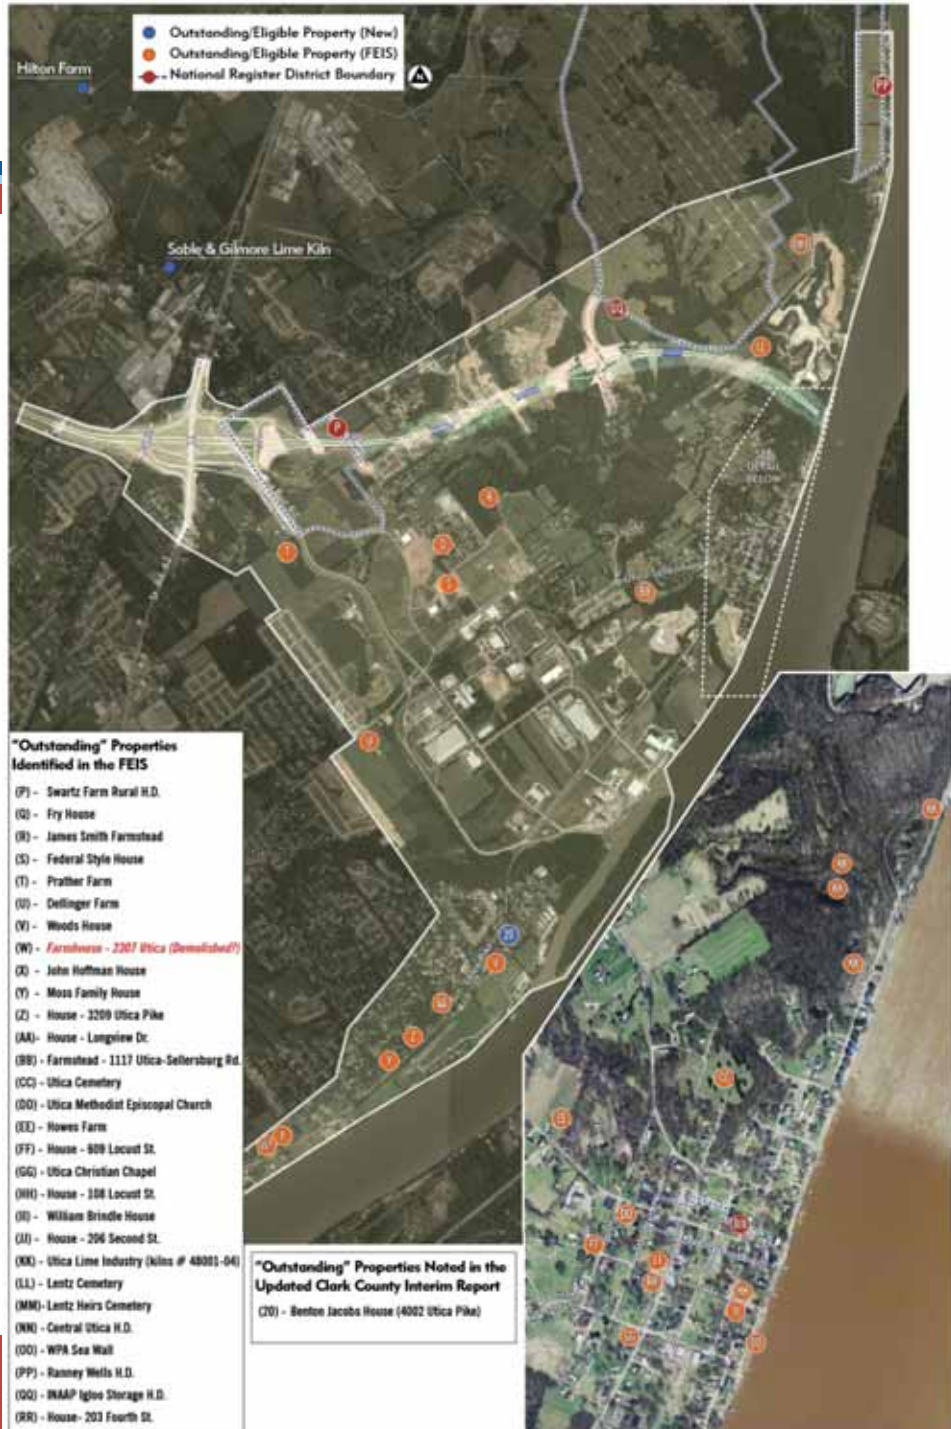 Outstanding/Eligible Property (New)
Outstanding/Eligible Property (FEIS)
National Register District Boundary
Hilton Farm
Sable & Gilmore Lime Kiln
P
SEE
DETAIL
BELOW
20
"Outstanding" Properties
Identified in the FEIS
(P) - Swartz Farm Rural H.D.
(Q) - Fry House
(R) - James Smith Farmstead
(S) - Federal Style House
(T) - Prather Farm
(U) - Dellinger Farm
(V) - Woods House
(W) - Farmhouse - 2307 Utica (Demolished?)
(X) - John Hoffman House
(Y) - Moss Family House
(Z) - House - 3209 Utica Pike
(AA)- House - Longview Dr.
(BB) - Farmstead - 1117 Utica-Sellersburg Rd.
(CC) - Utica Cemetery
(DD) - Utica Methodist Episcopal Church
(EE) - Howes Farm
(FF) - House - 609 Locust St.
(GG) - Utica Christian Chapel
(HH) - House - 108 Locust St.
(II) - William Brindle House
(JJ) - House - 206 Second St.
(KK) - Utica Lime Industry (kilns # 48001-04)
(LL) - Lentz Cemetery
(MM)- Lentz Heirs Cemetery
(NN) - Central Utica H.D.
(OO) - WPA Sea Wall
(PP) - Ranney Wells H.D.
(QQ) - INAAP Igloo Storage H.D.
(RR) - House- 203 Fourth St.
"Outstanding" Properties Noted in the
Updated Clark County Interim Report
(20) - Benton Jacobs House (4002 Utica Pike)